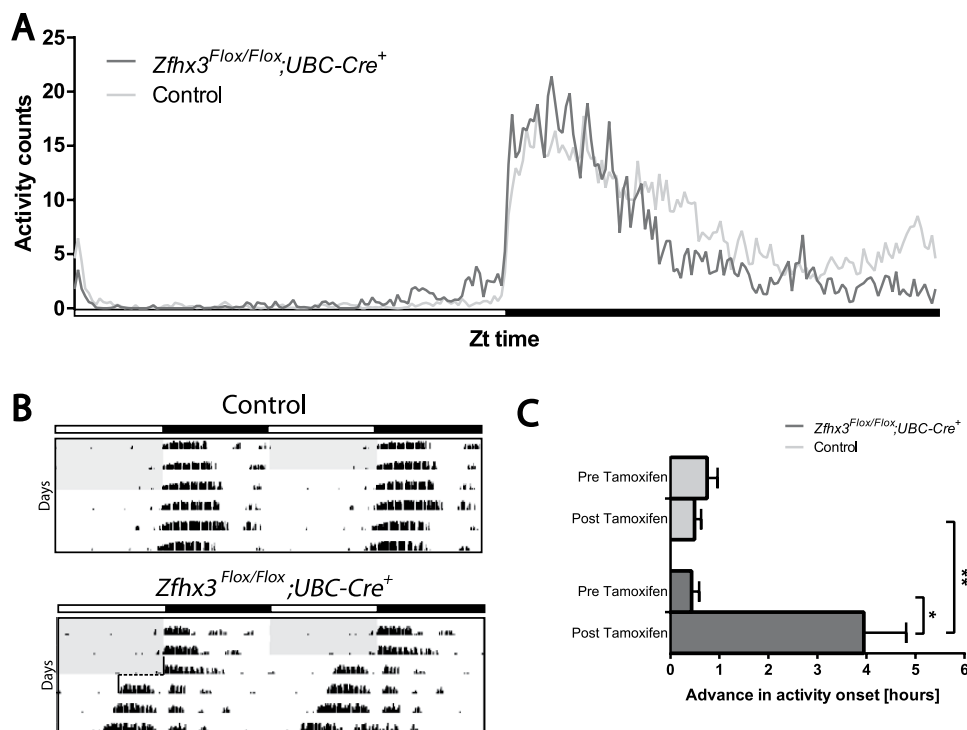 A
25
20
15
10
5
0
Activity counts
Zfhx3Flox/Flox;UBC-Cre+
Control
Zt time
B
Control
Days
Zfhx3 Flox/Flox;UBC-Cre+
Days
C
Zfhx3Flox/Flox;UBC-Cre+
Control
Pre Tamoxifen
Post Tamoxifen
Pre Tamoxifen
Post Tamoxifen
*
**
0 1 2 3 4 5 6
Advance in activity onset [hours]